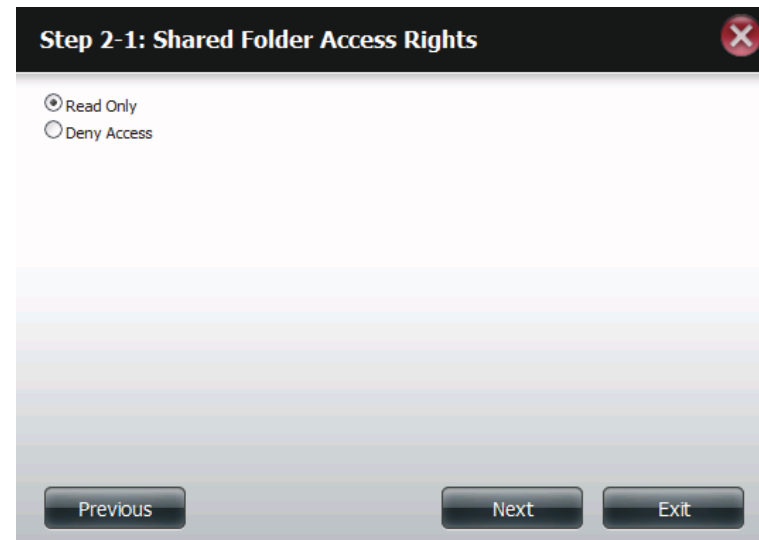 Step 2-1: Shared Folder Access Rights
Read Only
Deny Access
Previous Next Exit